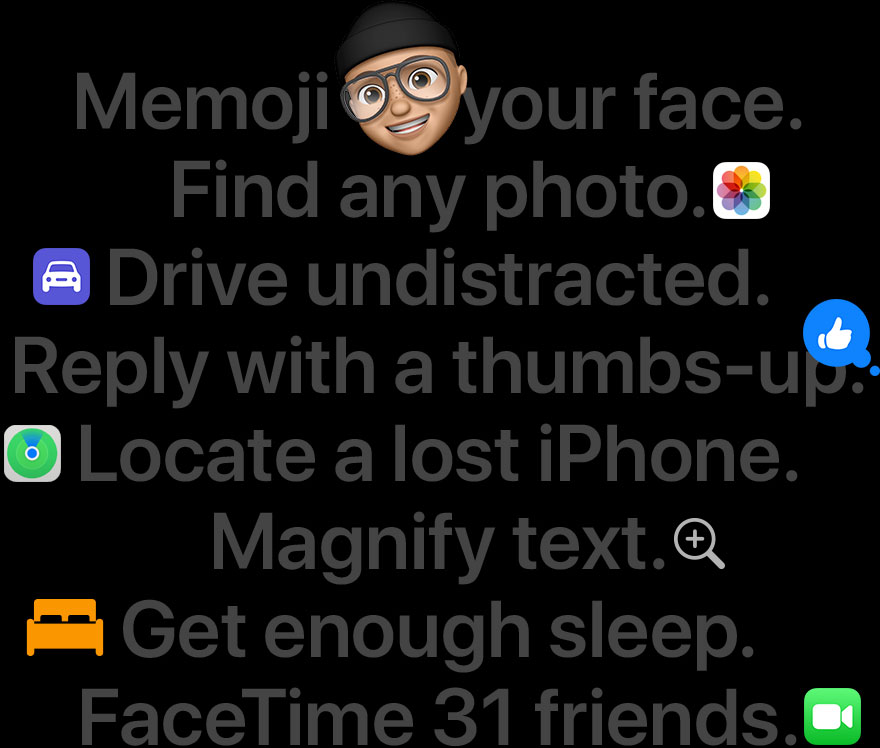 Memoji your face.
Find any photo.
Drive undistracted.
Reply with a thumbs-up.
Locate a lost iPhone.
Magnify text.
Get enough sleep.
FaceTime 31 friends.